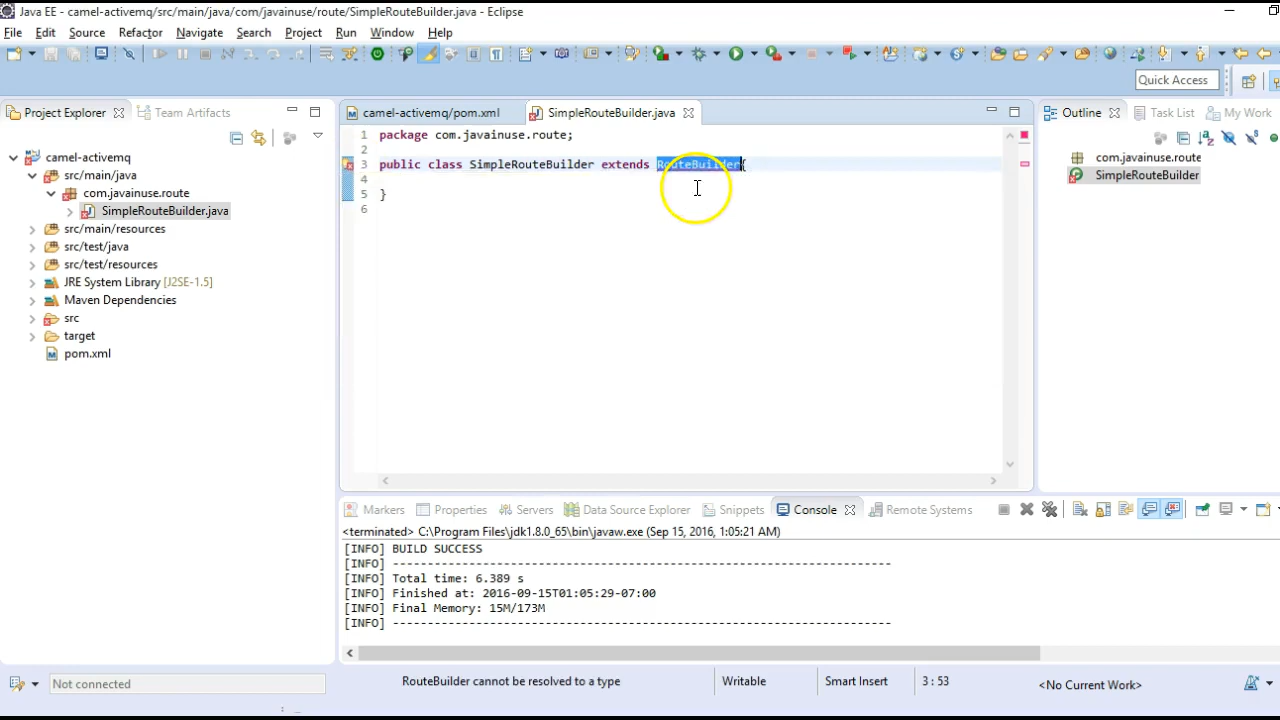 Java EE - camel-activemq/src/main/java/com/javainuse/route/SimpleRouteBuilder.java - Eclipse
File Edit Source Refactor Navigate Search Project Run Window Help
Quick Access
Project Explorer
Team Artifacts
camel-activemq/pom.xml
SimpleRouteBuilder.java
Outline
Task List
My Work
camel-activemq
src/main/java
com.javainuse.route
SimpleRouteBuilder.java
src/main/resources
src/test/java
src/test/resources
JRE System Library [J2SE-1.5]
Maven Dependencies
src
target
pom.xml
1 package com.javainuse.route;
2
3 public class SimpleRouteBuilder extends RouteBuilder{
4
5 }
6
com.javainuse.route
SimpleRouteBuilder
Markers Properties Servers Data Source Explorer Snippets Console Remote Systems
<terminated> C:\Program Files\jdk1.8.0_65\bin\javaw.exe (Sep 15, 2016, 1:05:21 AM)
[INFO] BUILD SUCCESS
[INFO] ------------------------------------------------------------------------
[INFO] Total time: 6.389 s
[INFO] Finished at: 2016-09-15T01:05:29-07:00
[INFO] Final Memory: 15M/173M
[INFO] ------------------------------------------------------------------------
Not connected
RouteBuilder cannot be resolved to a type
Writable
Smart Insert
3 : 53
<No Current Work>